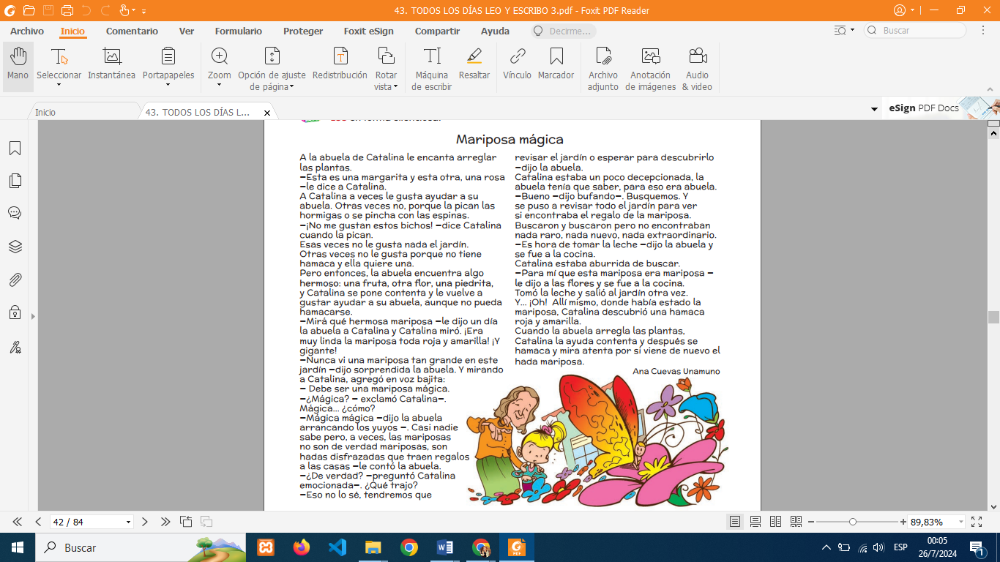 43. TODOS LOS DÍAS LEO Y ESCRIBO 3.pdf - Foxit PDF Reader
Archivo Inicio Comentario Ver Formulario Proteger Foxit eSign Compartir Ayuda Decirme... Buscar
Mano Seleccionar Instantánea Portapapeles Zoom Opción de ajuste de página Redistribución Rotar vista Máquina de escribir Resaltar Vínculo Marcador Archivo adjunto Anotación de imágenes Audio & video
Inicio 43. TODOS LOS DÍAS L... eSign PDF Docs
Mariposa mágica
A la abuela de Catalina le encanta arreglar
las plantas.
—Esta es una margarita y esta otra, una rosa
—le dice a Catalina.
A Catalina a veces le gusta ayudar a su
abuela. Otras veces no, porque la pican las
hormigas o se pincha con las espinas.
—¡No me gustan estos bichos! —dice Catalina
cuando la pican.
Esas veces no le gusta nada el jardín.
Otras veces no le gusta porque no tiene
hamaca y ella quiere una.
Pero entonces, la abuela encuentra algo
hermoso: una fruta, otra flor, una piedrita,
y Catalina se pone contenta y le vuelve a
gustar ayudar a su abuela, aunque no pueda
hamacarse.
—Mirá qué hermosa mariposa —le dijo un día
la abuela a Catalina y Catalina miró. ¡Era
muy linda la mariposa toda roja y amarilla! ¡Y
gigante!
—Nunca vi una mariposa tan grande en este
jardín —dijo sorprendida la abuela. Y mirando
a Catalina, agregó en voz bajita:
— Debe ser una mariposa mágica.
—¿Mágica? — exclamó Catalina—.
Mágica... ¿cómo?
—Mágica mágica —dijo la abuela
arrancando los yuyos —. Casi nadie
sabe pero, a veces, las mariposas
no son de verdad mariposas, son
hadas disfrazadas que traen regalos
a las casas —le contó la abuela.
—¿De verdad? —preguntó Catalina
emocionada—. ¿Qué trajo?
—Eso no lo sé, tendremos que
revisar el jardín o esperar para descubrirlo
—dijo la abuela.
Catalina estaba un poco decepcionada, la
abuela tenía que saber, para eso era abuela.
—Bueno —dijo bufando—. Busquemos. Y
se puso a revisar todo el jardín para ver
si encontraba el regalo de la mariposa.
Buscaron y buscaron pero no encontraban
nada raro, nada nuevo, nada extraordinario.
—Es hora de tomar la leche —dijo la abuela y
se fue a la cocina.
Catalina estaba aburrida de buscar.
—Para mí que esta mariposa era mariposa —
le dijo a las flores y se fue a la cocina.
Tomó la leche y salió al jardín otra vez.
Y... ¡Oh! Allí mismo, donde había estado la
mariposa, Catalina descubrió una hamaca
roja y amarilla.
Cuando la abuela arregla las plantas,
Catalina la ayuda contenta y después se
hamaca y mira atenta por si viene de nuevo el
hada mariposa.
Ana Cuevas Unamuno
42 / 84 89,83%
Buscar ESP 00:05
26/7/2024 1